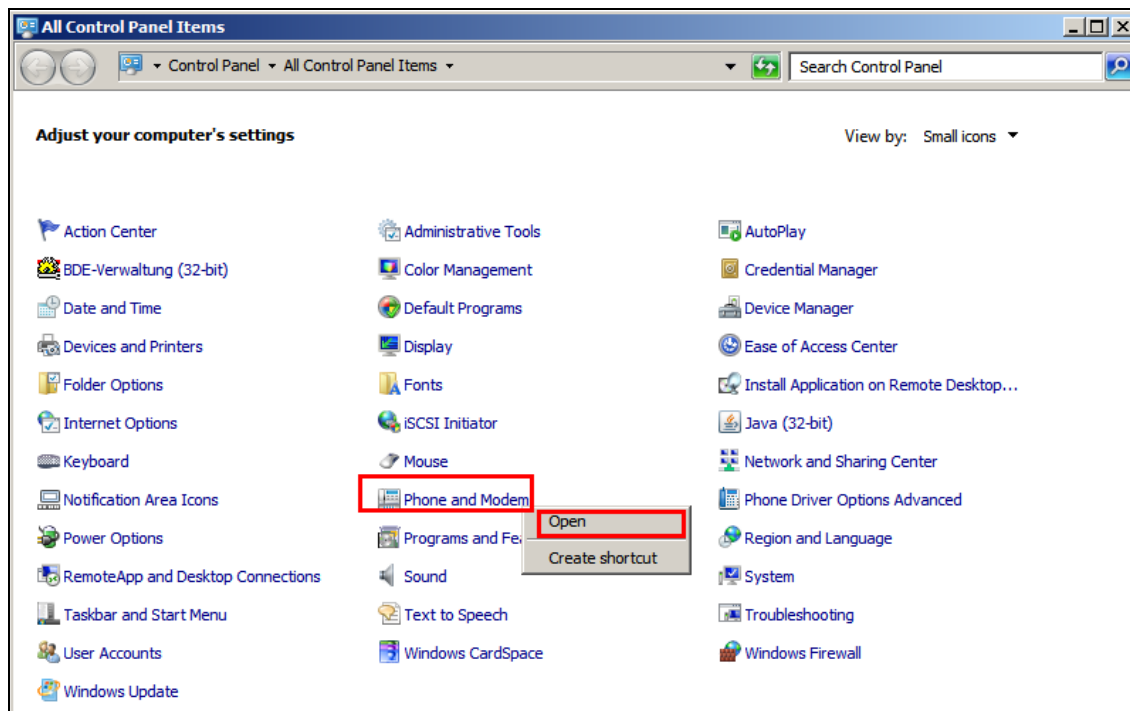 All Control Panel Items
Control Panel All Control Panel Items Search Control Panel
Adjust your computer's settings View by: Small icons
Action Center Administrative Tools AutoPlay
BDE-Verwaltung (32-bit) Color Management Credential Manager
Date and Time Default Programs Device Manager
Devices and Printers Display Ease of Access Center
Folder Options Fonts Install Application on Remote Desktop...
Internet Options iSCSI Initiator Java (32-bit)
Keyboard Mouse Network and Sharing Center
Notification Area Icons Phone and Modem Phone Driver Options Advanced
Open
Power Options Programs and Fea Region and Language
Create shortcut
RemoteApp and Desktop Connections Sound System
Taskbar and Start Menu Text to Speech Troubleshooting
User Accounts Windows CardSpace Windows Firewall
Windows Update